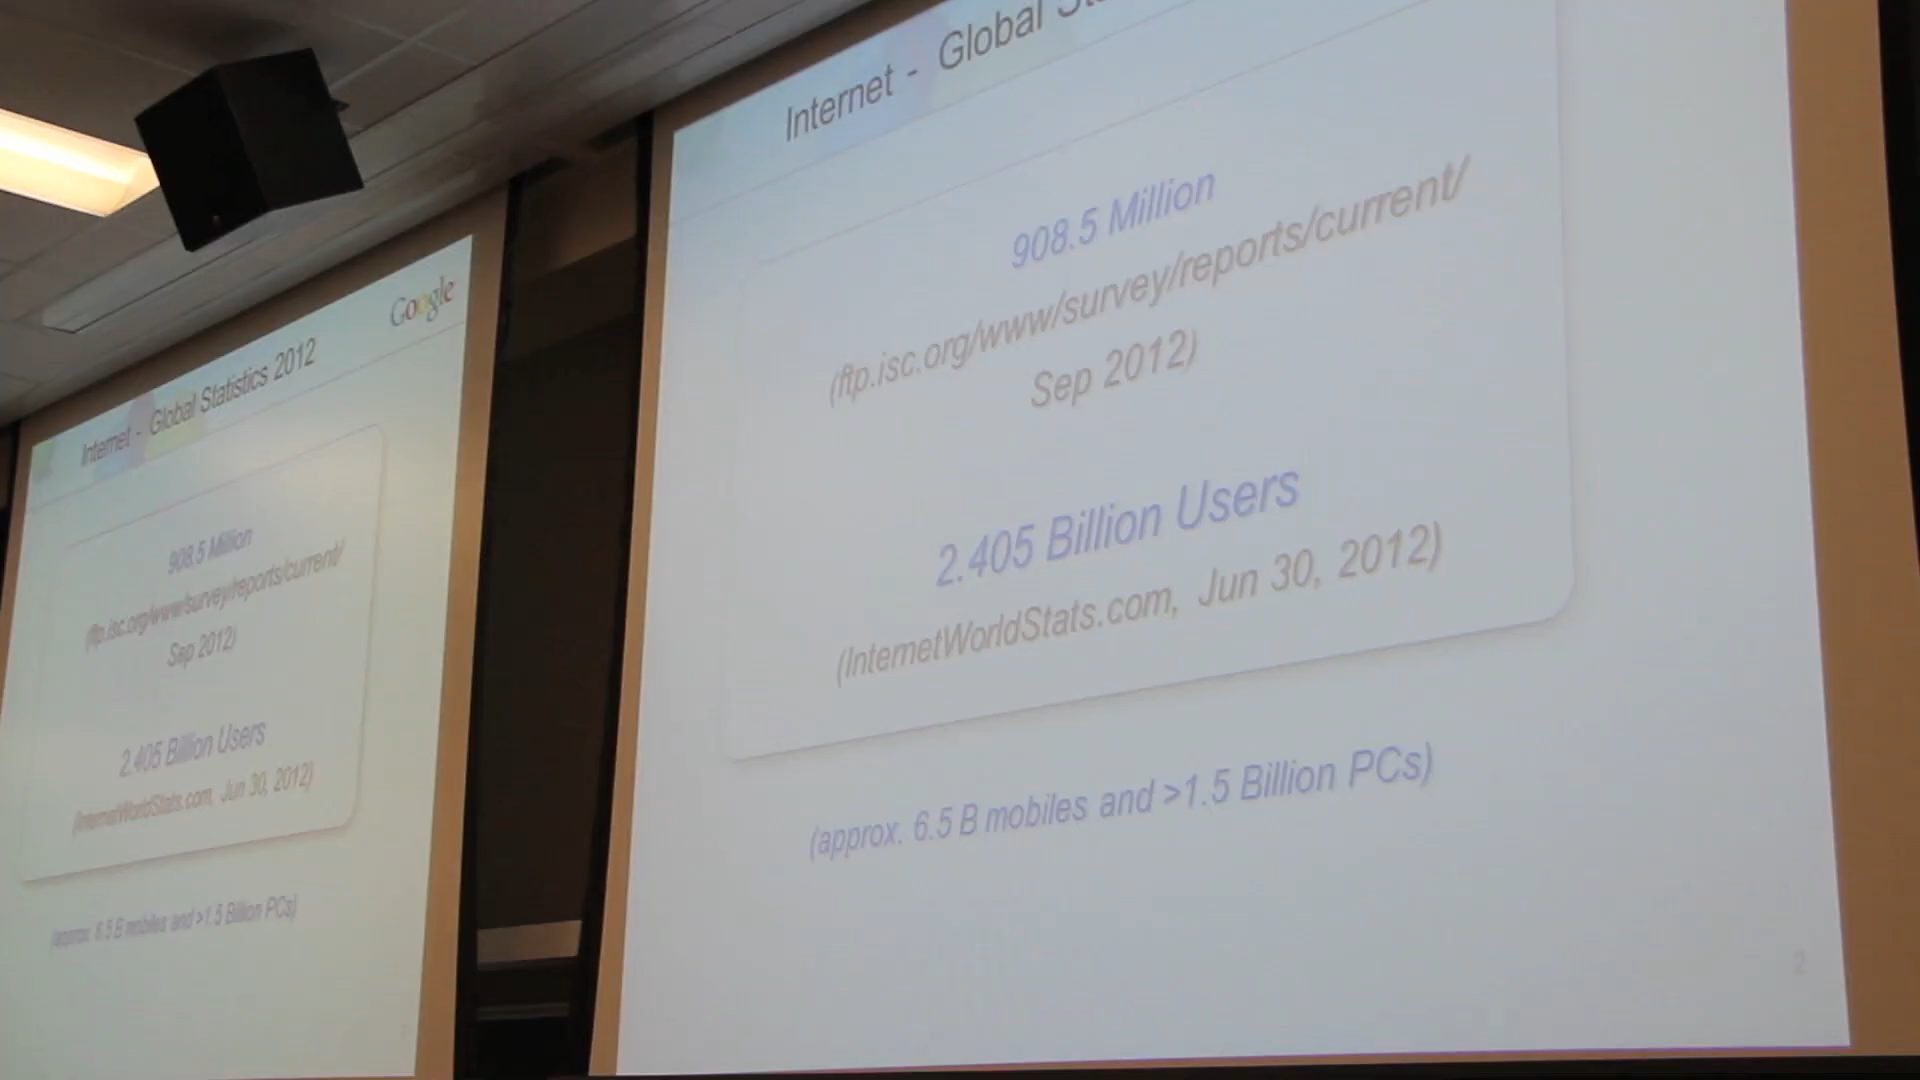 Google
Internet - Global Statistics 2012
908.5 Million
(ftp.isc.org/www/survey/reports/current/
Sep 2012)
2.405 Billion Users
(InternetWorldStats.com, Jun 30, 2012)
(approx. 6.5 B mobiles and >1.5 Billion PCs)
Internet - Global
908.5 Million
(ftp.isc.org/www/survey/reports/current/
Sep 2012)
2.405 Billion Users
(InternetWorldStats.com, Jun 30, 2012)
(approx. 6.5 B mobiles and >1.5 Billion PCs)
2